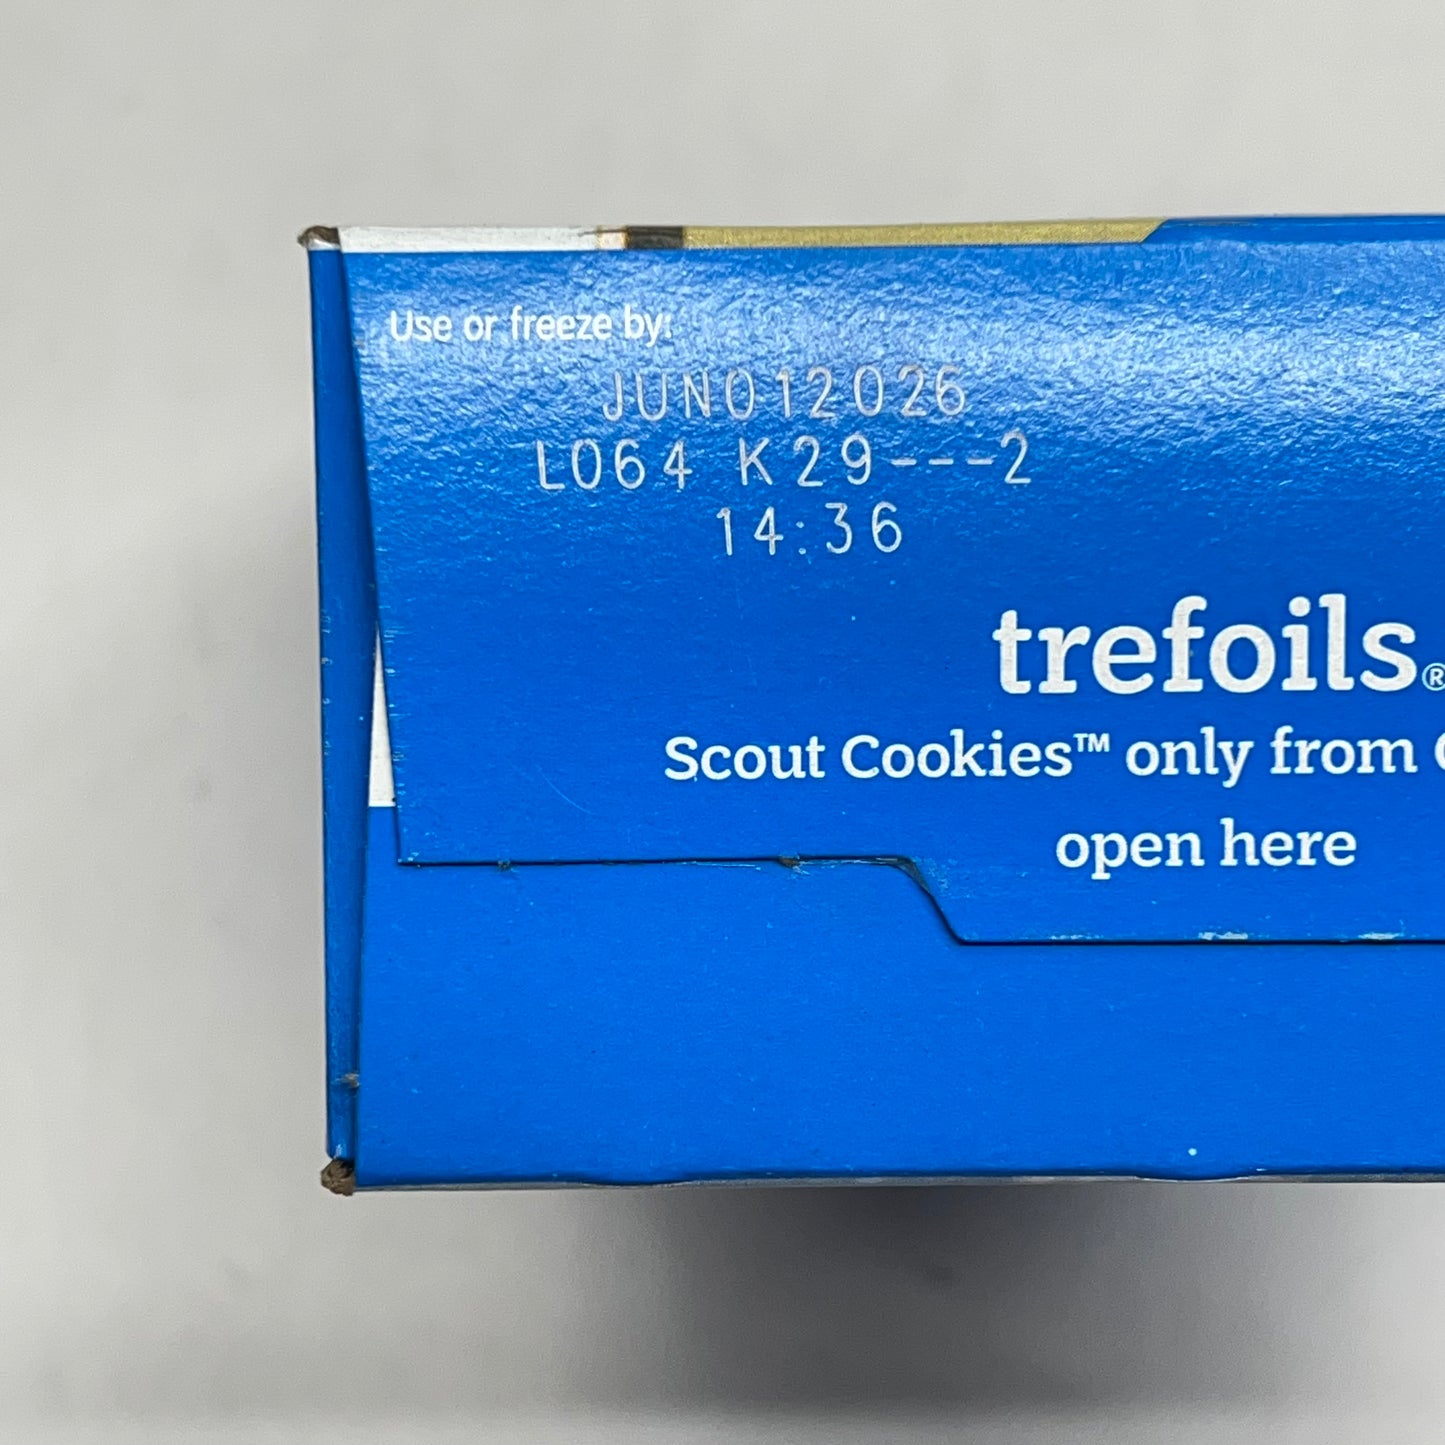 Use or freeze by:
JUN012026
L064 K29---2
14:36
trefoils®
Scout Cookies™ only from
open here